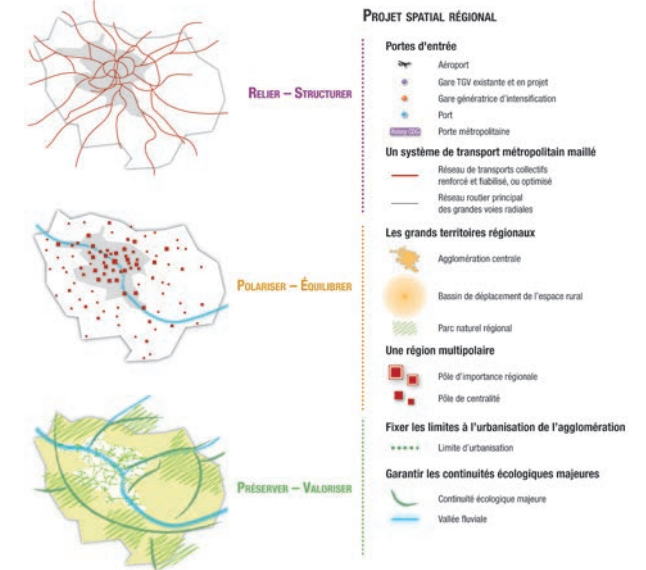 PROJET SPATIAL RÉGIONAL
RELIER – STRUCTURER
Portes d'entrée
Aéroport
Gare TGV existante et en projet
Gare génératrice d'intensification
Port
Porte métropolitaine
Un système de transport métropolitain maillé
Réseau de transports collectifs
renforcé et fiabilisé, ou optimisé
Réseau routier principal
des grandes voies radiales
POLARISER – ÉQUILIBRER
Les grands territoires régionaux
Agglomération centrale
Bassin de déplacement de l'espace rural
Parc naturel régional
Une région multipolaire
Pôle d'importance régionale
Pôle de centralité
PRÉSERVER – VALORISER
Fixer les limites à l'urbanisation de l'agglomération
Limite d'urbanisation
Garantir les continuités écologiques majeures
Continuité écologique majeure
Vallée fluviale